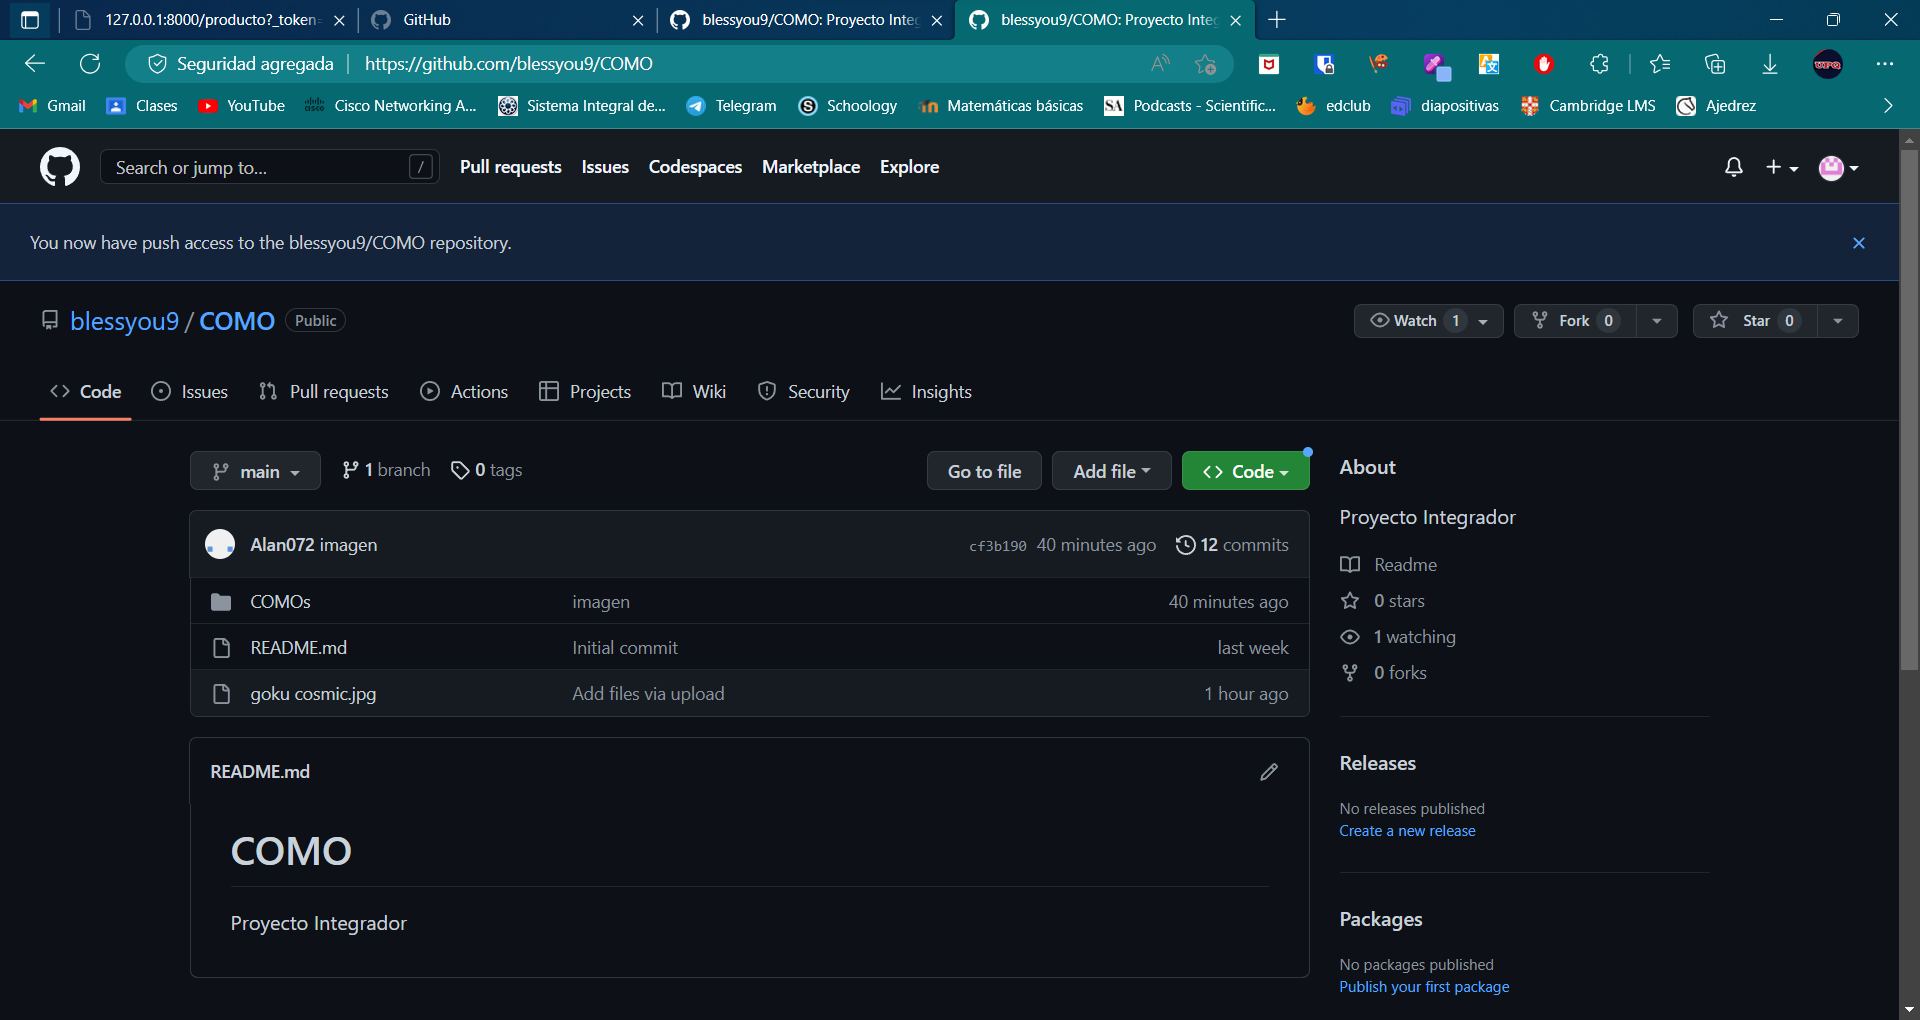 127.0.0.1:8000/producto?_token=
GitHub
blessyou9/COMO: Proyecto Integ
blessyou9/COMO: Proyecto Integ
Seguridad agregada
https://github.com/blessyou9/COMO
Gmail
Clases
YouTube
Cisco Networking A...
Sistema Integral de...
Telegram
Schoology
Matemáticas básicas
Podcasts - Scientific...
edclub
diapositivas
Cambridge LMS
Ajedrez
Search or jump to... /
Pull requests
Issues
Codespaces
Marketplace
Explore
You now have push access to the blessyou9/COMO repository.
blessyou9 / COMO Public
Watch 1
Fork 0
Star 0
Code
Issues
Pull requests
Actions
Projects
Wiki
Security
Insights
main
1 branch
0 tags
Go to file
Add file
Code
Alan072 imagen cf3b190 40 minutes ago 12 commits
COMOs imagen 40 minutes ago
README.md Initial commit last week
goku cosmic.jpg Add files via upload 1 hour ago
README.md
COMO
Proyecto Integrador
About
Proyecto Integrador
Readme
0 stars
1 watching
0 forks
Releases
No releases published
Create a new release
Packages
No packages published
Publish your first package